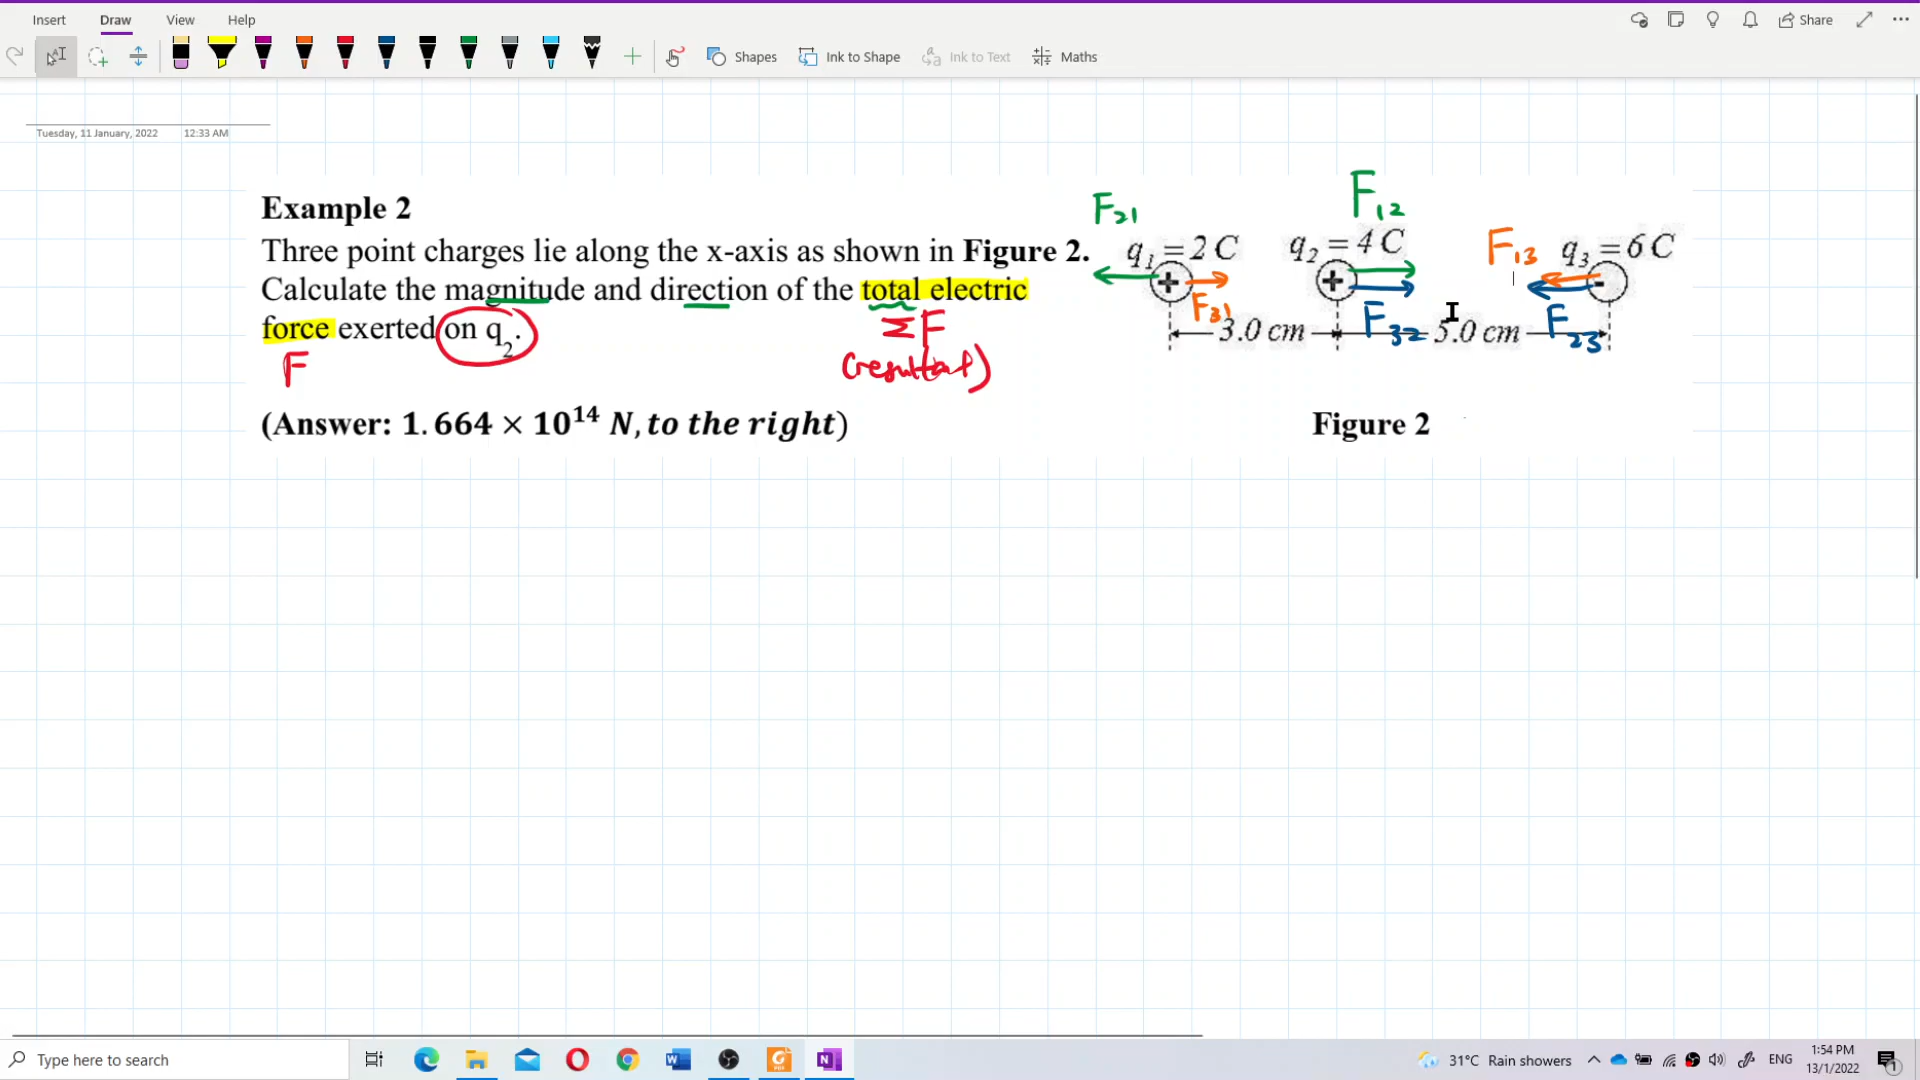 Insert Draw View Help Share
Shapes Ink to Shape Ink to Text Maths
Tuesday, 11 January, 2022 12:33 AM
Example 2
Three point charges lie along the x-axis as shown in Figure 2.
Calculate the magnitude and direction of the total electric
force exerted on q2.
F
ΣF
(resultant)
(Answer: 1.664 × 10^14 N, to the right)
F21
F12
q1 = 2 C
q2 = 4 C
F13
q3 = 6 C
+
+
-
F31
F32
F23
3.0 cm
5.0 cm
Figure 2
Type here to search
31°C Rain showers
ENG
1:54 PM
13/1/2022